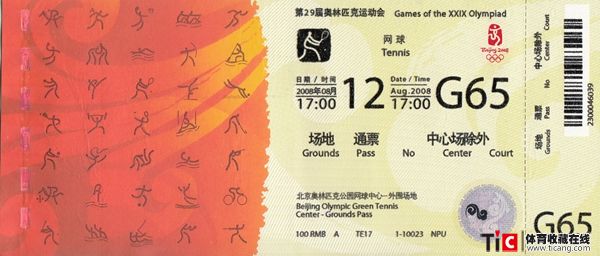 第29届奥林匹克运动会 Games of the XXIX Olympiad
网球
Tennis
Beijing 2008
日期 / 时间
2008年08月
17:00
12
Date / Time
Aug.2008
17:00
G65
场地 通票 中心场除外
Grounds Pass No Center Court
北京奥林匹克公园网球中心－外围场地
Beijing Olympic Green Tennis
Center - Grounds Pass
100 RMB A TE17 1-10023 NPU
场地 通票 中心场除外
Grounds Pass No Center Court
2300046039
G65
TIC 体育收藏在线
www.ticang.com